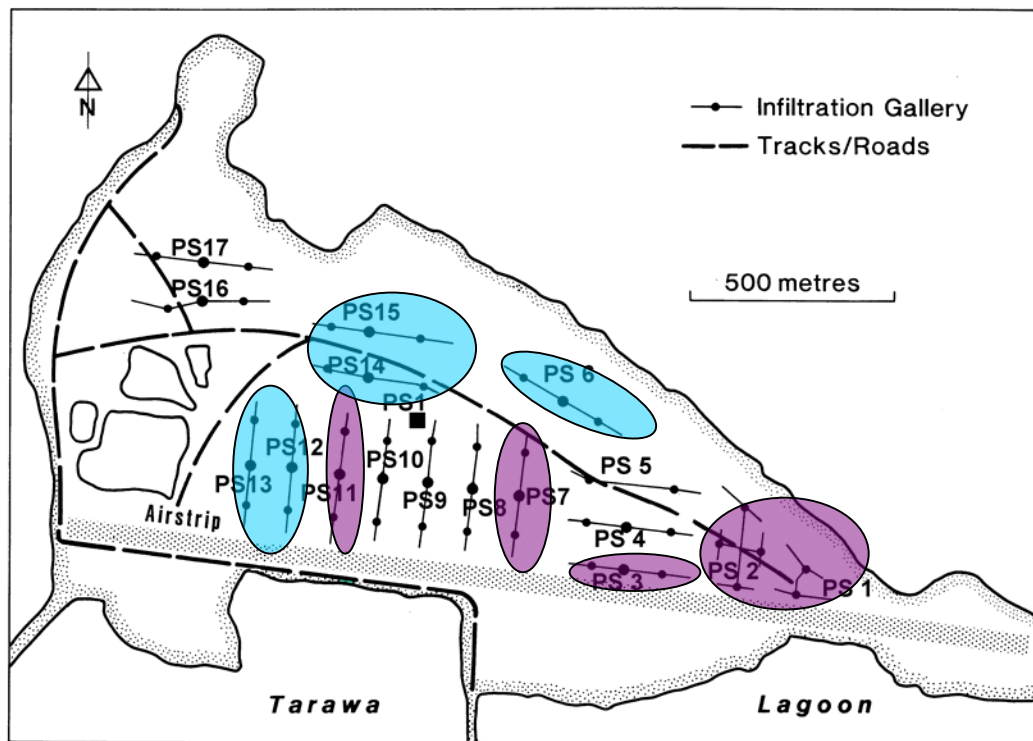 N
Infiltration Gallery
Tracks/Roads
500 metres
PS17
PS16
PS15
PS14
PS 6
PS1
PS12
PS10
PS13
PS11
PS9
PS8
PS7
PS 5
PS 4
PS 3
PS 2
PS 1
Airstrip
Tarawa
Lagoon